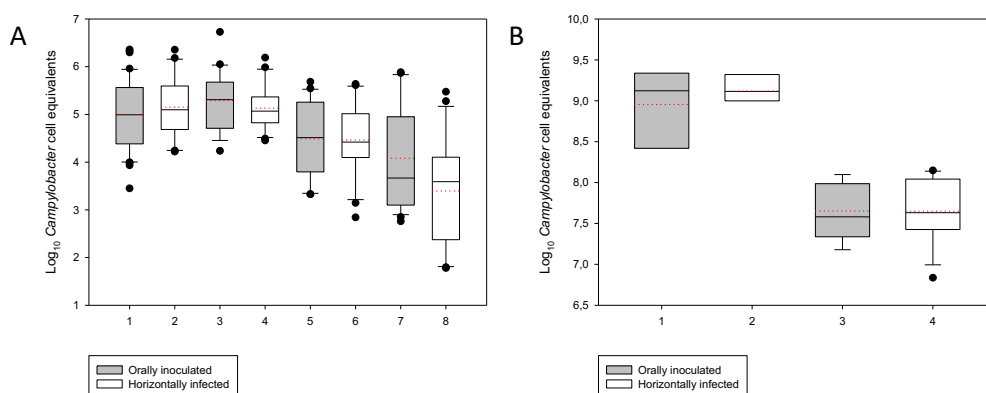 A
Log10 Campylobacter cell equivalents
7
6
5
4
3
2
1
1 2 3 4 5 6 7 8
Orally inoculated
Horizontally infected
B
Log10 Campylobacter cell equivalents
10,0
9,5
9,0
8,5
8,0
7,5
7,0
6,5
1 2 3 4
Orally inoculated
Horizontally infected